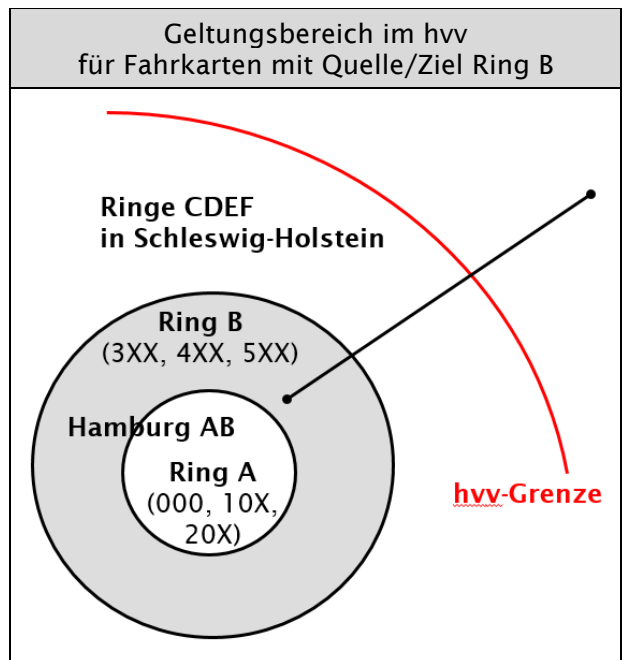 Geltungsbereich im hvv
für Fahrkarten mit Quelle/Ziel Ring B
Ringe CDEF
in Schleswig-Holstein
Ring B
(3XX, 4XX, 5XX)
Hamburg AB
Ring A
(000, 10X,
20X)
hvv-Grenze